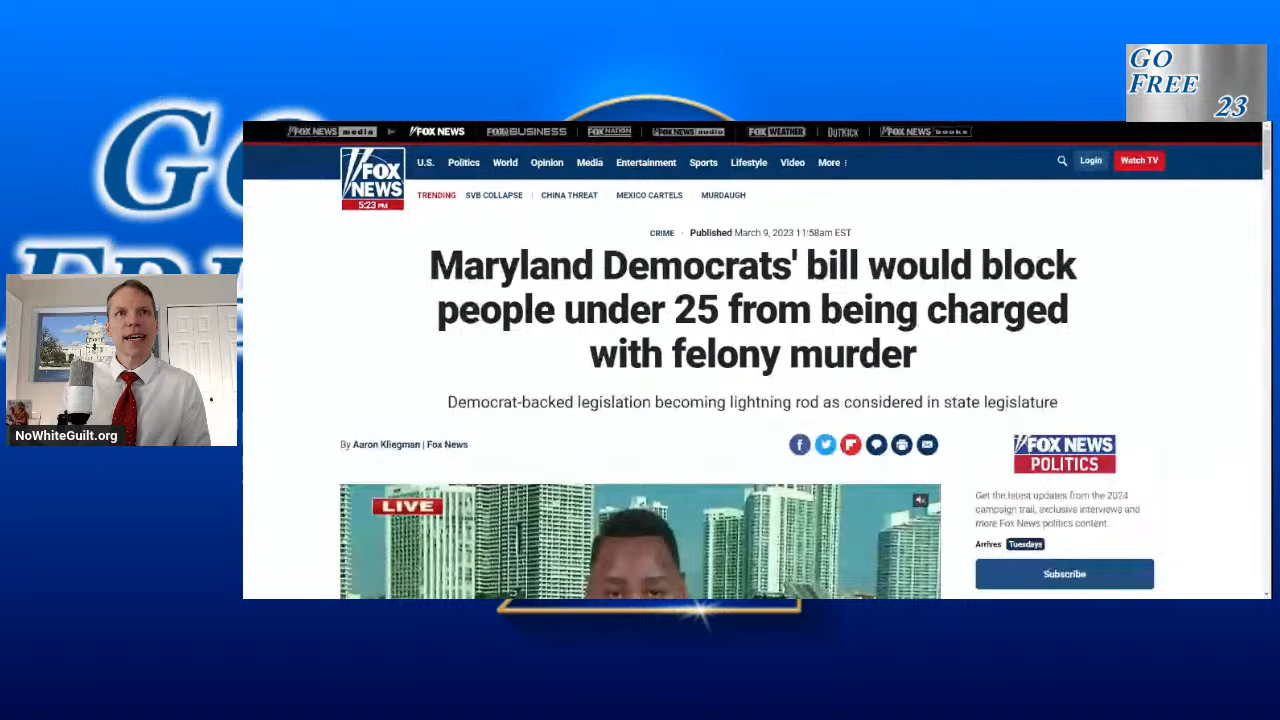 GO
FREE
23
Go
FOX NEWS media
FOX NEWS
FOX BUSINESS
FOX NATION
FOX NEWS audio
FOX WEATHER
OUTKICK
FOX NEWS books
FOX
NEWS
5:23 PM
U.S. Politics World Opinion Media Entertainment Sports Lifestyle Video More
Login
Watch TV
TRENDING SVB COLLAPSE CHINA THREAT MEXICO CARTELS MURDAUGH
CRIME · Published March 9, 2023 11:58am EST
Maryland Democrats' bill would block
people under 25 from being charged
with felony murder
Democrat-backed legislation becoming lightning rod as considered in state legislature
By Aaron Kliegman | Fox News
LIVE
FOX NEWS
POLITICS
Get the latest updates from the 2024
campaign trail, exclusive interviews and
more Fox News politics content.
Arrives Tuesdays
Subscribe
NoWhiteGuilt.org